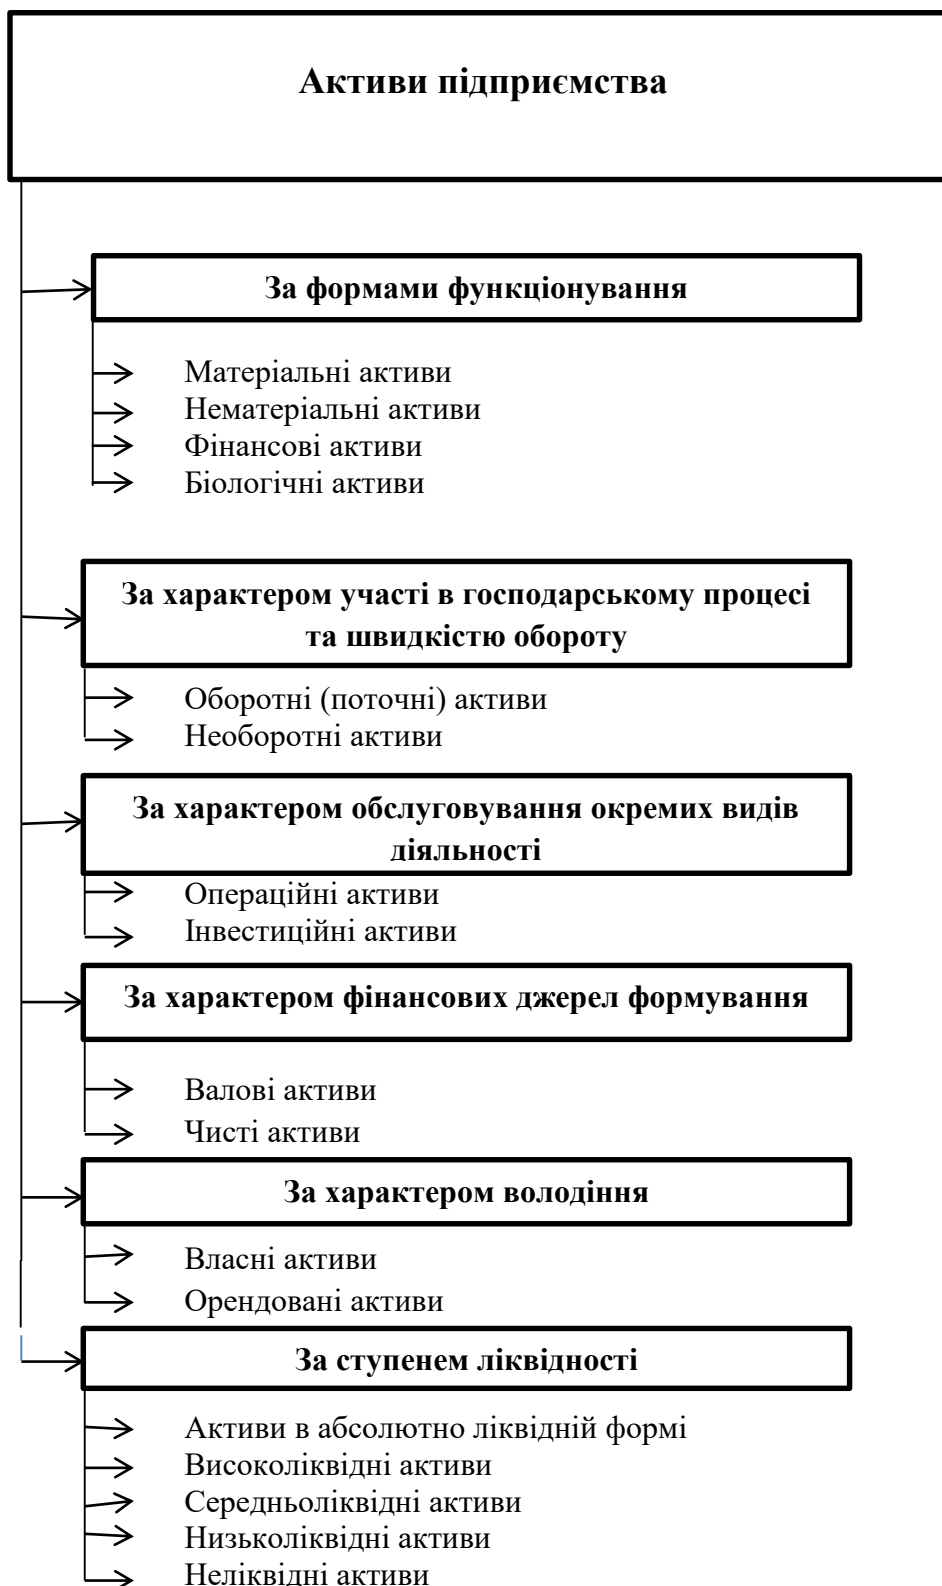 Активи підприємства
За формами функціонування
Матеріальні активи
Нематеріальні активи
Фінансові активи
Біологічні активи
За характером участі в господарському процесі
та швидкістю обороту
Оборотні (поточні) активи
Необоротні активи
За характером обслуговування окремих видів
діяльності
Операційні активи
Інвестиційні активи
За характером фінансових джерел формування
Валові активи
Чисті активи
За характером володіння
Власні активи
Орендовані активи
За ступенем ліквідності
Активи в абсолютно ліквідній формі
Високоліквідні активи
Середньоліквідні активи
Низьколіквідні активи
Неліквідні активи